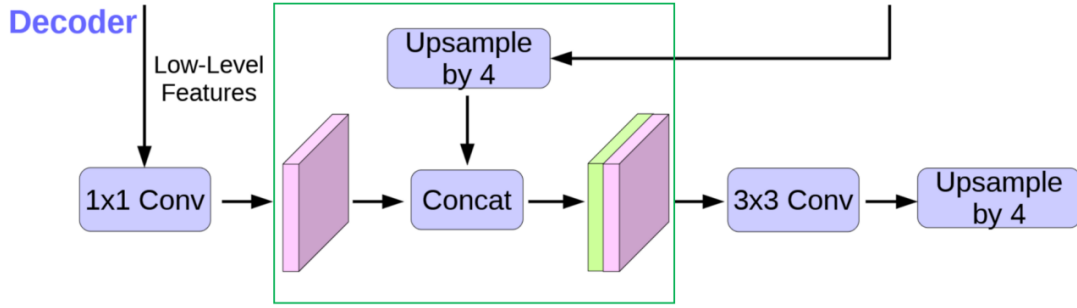 Decoder
Low-Level
Features
Upsample
by 4
1x1 Conv
Concat
3x3 Conv
Upsample
by 4